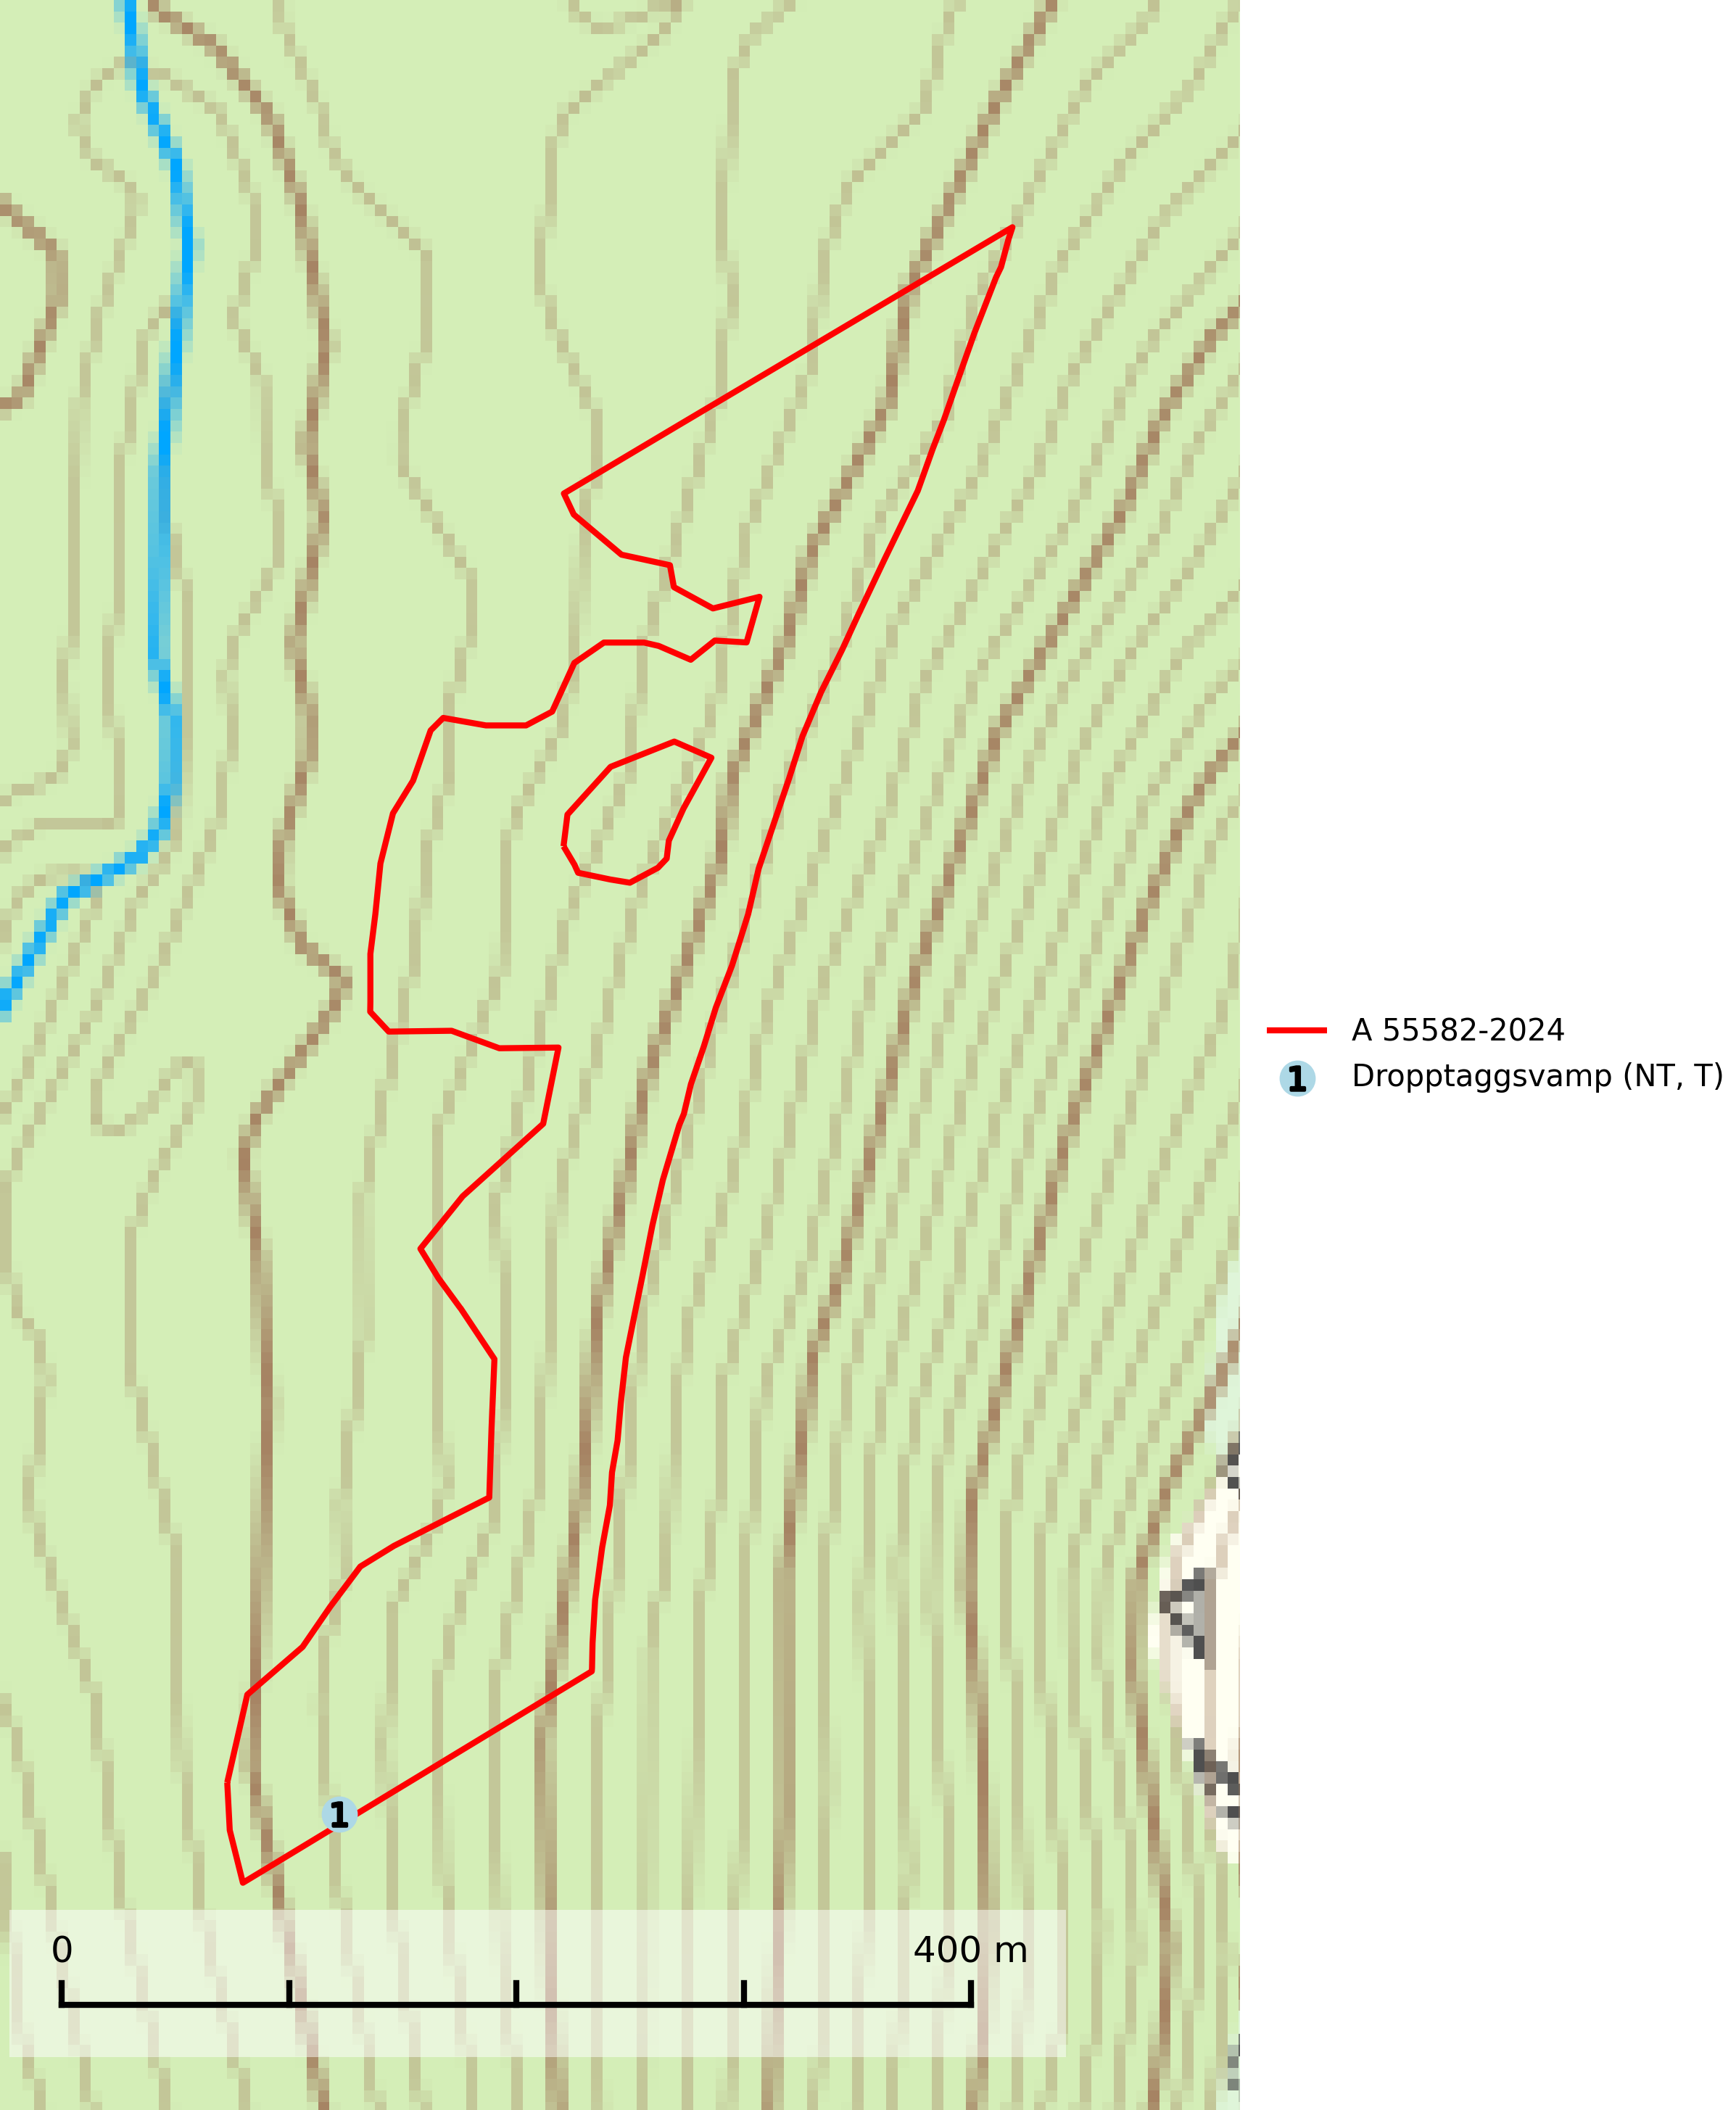 A 55582-2024
1 Dropptaggsvamp (NT, T)
1
0 400 m